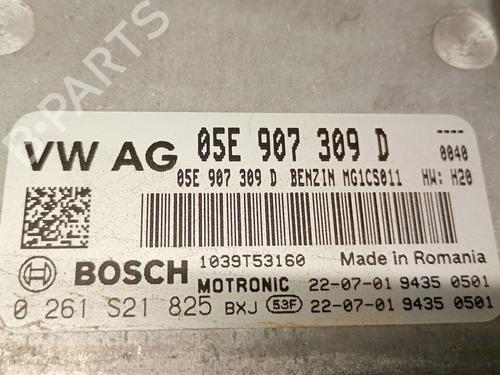 B-PARTS
VW AG 05E 907 309 D ----
0040
05E 907 309 D BENZIN MG1CS011 HW: H20
BOSCH 1039T53160 Made in Romania
MOTRONIC 22-07-01 9435 0501
0 261 S21 825 BXJ 53F 22-07-01 9435 0501